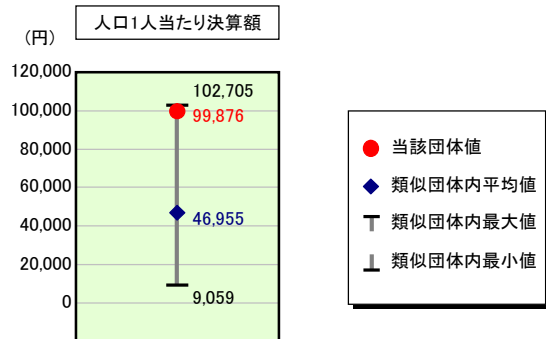 人口1人当たり決算額
(円)
120,000
100,000
80,000
60,000
40,000
20,000
0
102,705
99,876
46,955
9,059
当該団体値
類似団体内平均値
類似団体内最大値
類似団体内最小値